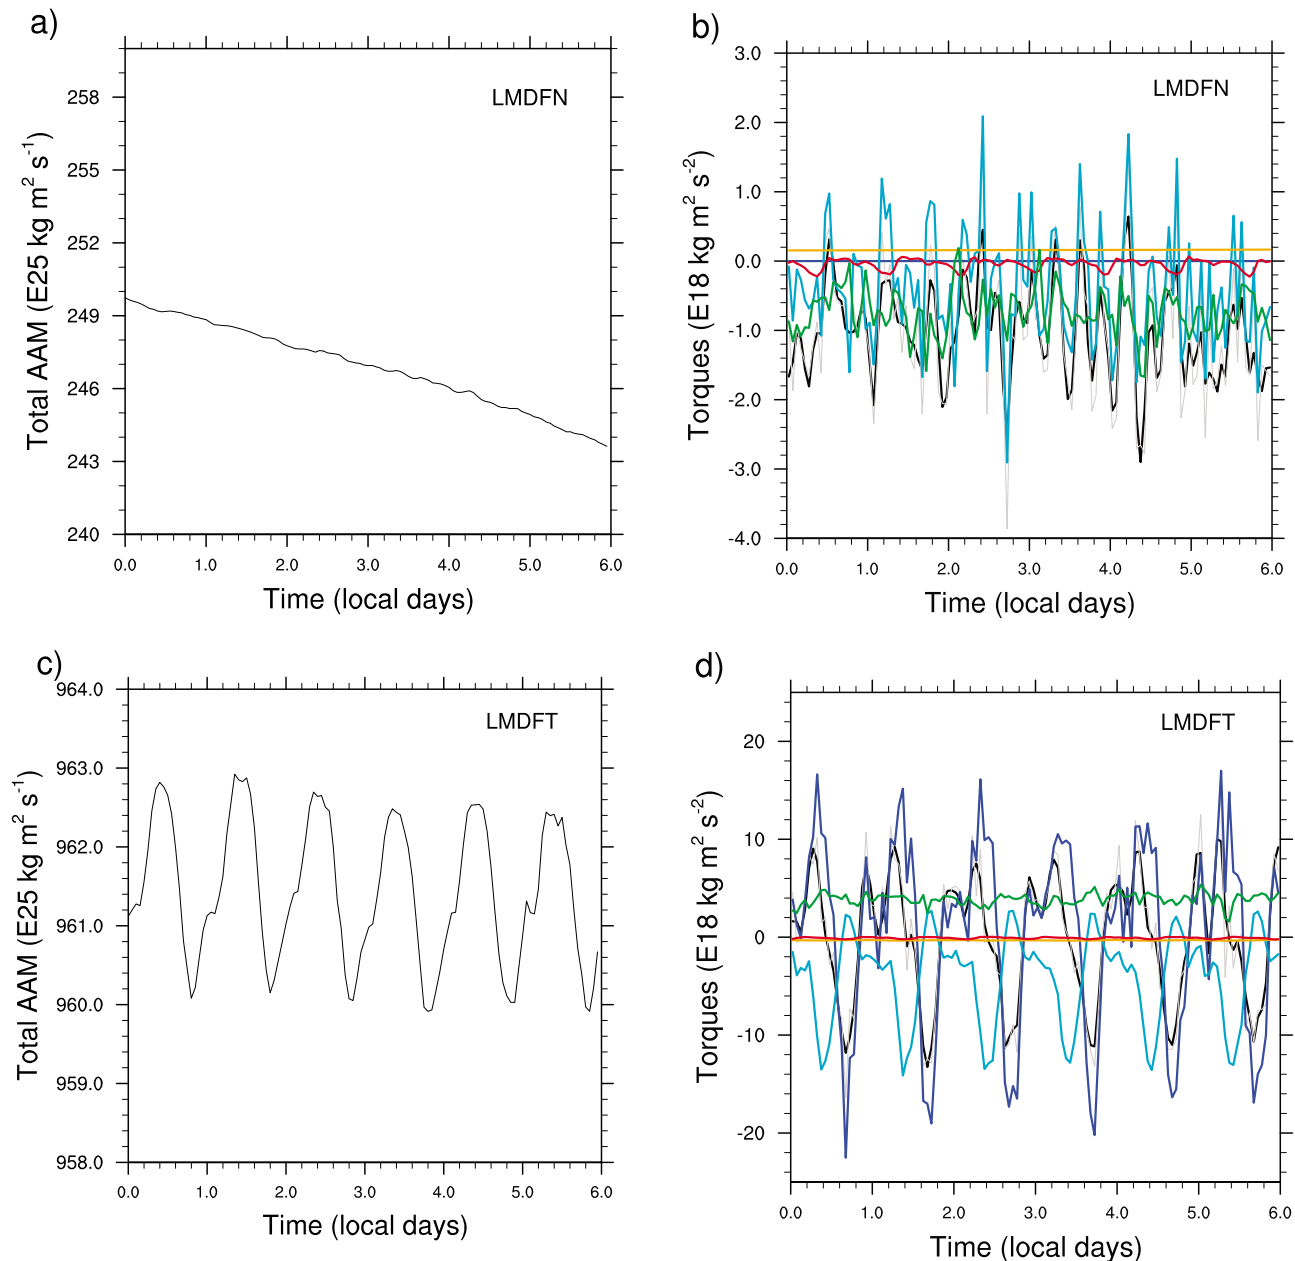 a)
LMDFN
Total AAM (E25 kg m² s⁻¹)
258
255
252
249
246
243
240
0.0 1.0 2.0 3.0 4.0 5.0 6.0
Time (local days)
b)
LMDFN
Torques (E18 kg m² s⁻²)
3.0
2.0
1.0
0.0
-1.0
-2.0
-3.0
-4.0
0.0 1.0 2.0 3.0 4.0 5.0 6.0
Time (local days)
c)
LMDFT
Total AAM (E25 kg m² s⁻¹)
964.0
963.0
962.0
961.0
960.0
959.0
958.0
0.0 1.0 2.0 3.0 4.0 5.0 6.0
Time (local days)
d)
LMDFT
Torques (E18 kg m² s⁻²)
20
10
0
-10
-20
0.0 1.0 2.0 3.0 4.0 5.0 6.0
Time (local days)